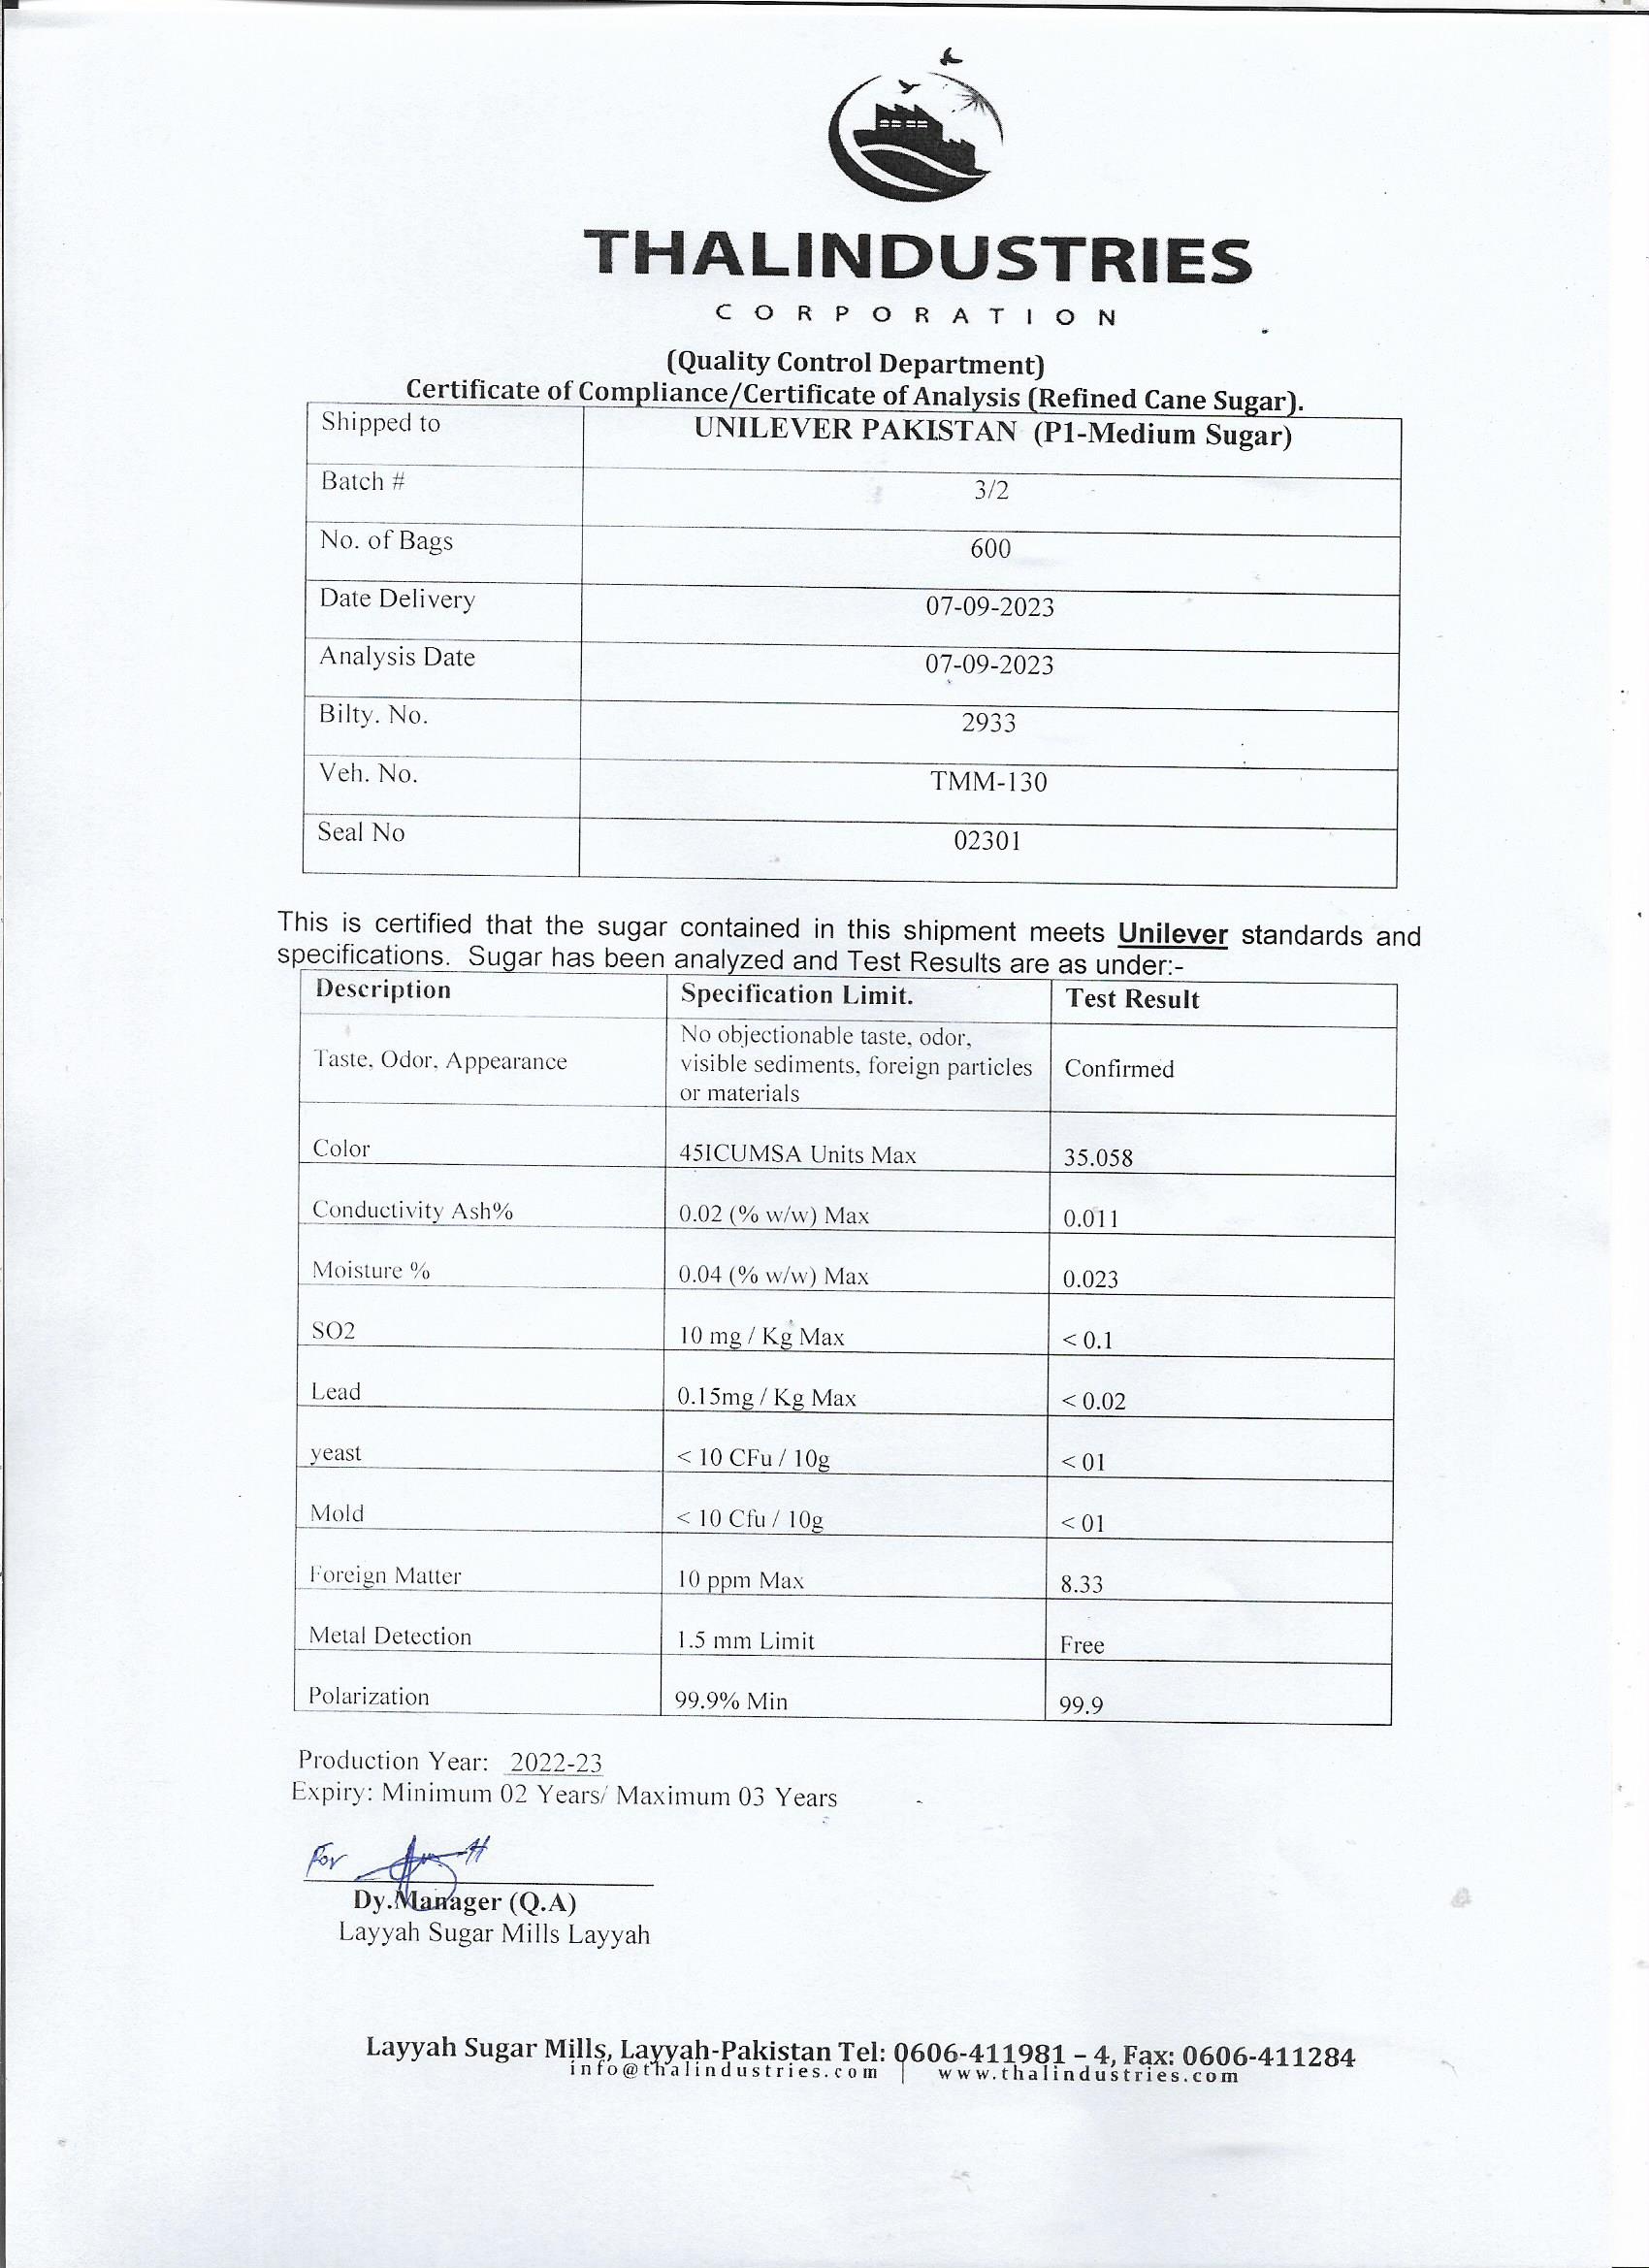 THALINDUSTRIES
CORPORATION
(Quality Control Department)
Certificate of Compliance/Certificate of Analysis (Refined Cane Sugar).
Shipped to UNILEVER PAKISTAN (P1-Medium Sugar)
Batch # 3/2
No. of Bags 600
Date Delivery 07-09-2023
Analysis Date 07-09-2023
Bilty. No. 2933
Veh. No. TMM-130
Seal No 02301
This is certified that the sugar contained in this shipment meets Unilever standards and
specifications. Sugar has been analyzed and Test Results are as under:-
Description Specification Limit. Test Result
Taste, Odor, Appearance No objectionable taste, odor,
visible sediments, foreign particles
or materials Confirmed
Color 45ICUMSA Units Max 35.058
Conductivity Ash% 0.02 (% w/w) Max 0.011
Moisture % 0.04 (% w/w) Max 0.023
SO2 10 mg / Kg Max < 0.1
Lead 0.15mg / Kg Max < 0.02
yeast < 10 CFu / 10g < 01
Mold < 10 Cfu / 10g < 01
Foreign Matter 10 ppm Max 8.33
Metal Detection 1.5 mm Limit Free
Polarization 99.9% Min 99.9
Production Year: 2022-23
Expiry: Minimum 02 Years/ Maximum 03 Years
For
Dy.Manager (Q.A)
Layyah Sugar Mills Layyah
Layyah Sugar Mills, Layyah-Pakistan Tel: 0606-411981 – 4, Fax: 0606-411284
info@thalindustries.com | www.thalindustries.com